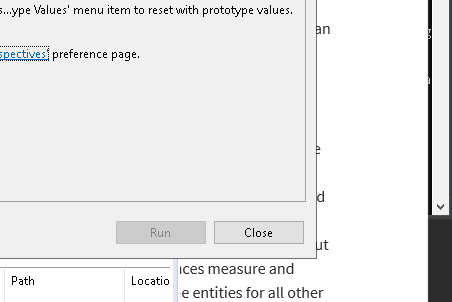 s...ype Values' menu item to reset with prototype values.
an
spectives' preference page.
e
d
Run Close
ut
nces measure and
Path Locatio
e entities for all other